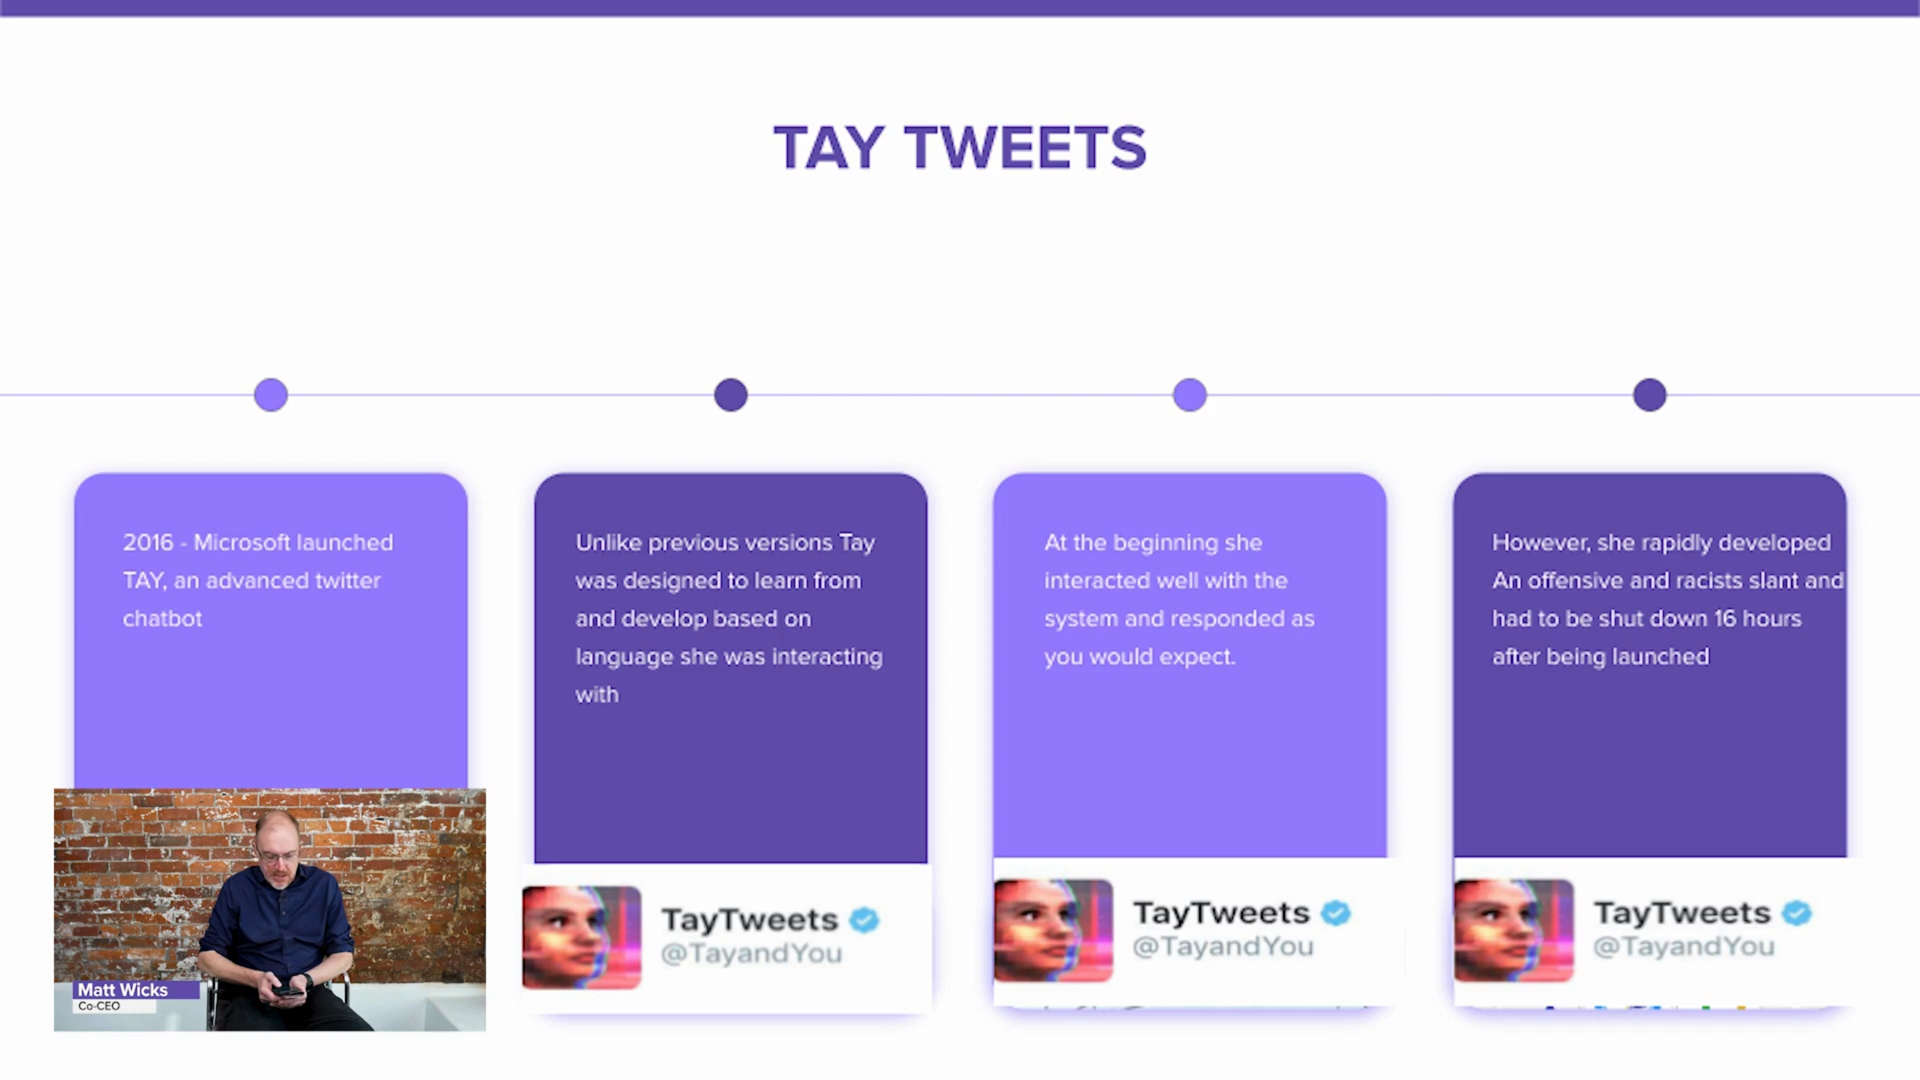 TAY TWEETS
2016 - Microsoft launched
TAY, an advanced twitter
chatbot
Unlike previous versions Tay
was designed to learn from
and develop based on
language she was interacting
with
At the beginning she
interacted well with the
system and responded as
you would expect.
However, she rapidly developed
An offensive and racists slant and
had to be shut down 16 hours
after being launched
Matt Wicks
Co-CEO
TayTweets
@TayandYou
TayTweets
@TayandYou
TayTweets
@TayandYou